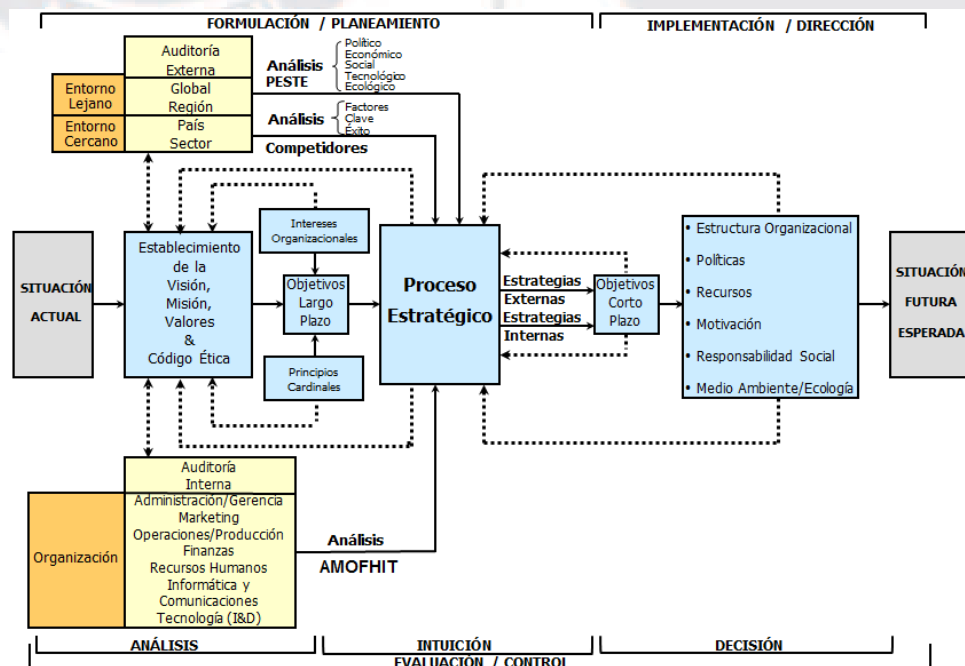 FORMULACIÓN / PLANEAMIENTO
IMPLEMENTACIÓN / DIRECCIÓN
Auditoría
Externa
Entorno
Lejano
Global
Región
Entorno
Cercano
País
Sector
Análisis
PESTE
Político
Económico
Social
Tecnológico
Ecológico
Análisis
Competidores
Factores
Clave
Éxito
SITUACIÓN
ACTUAL
Establecimiento
de la
Visión,
Misión,
Valores
&
Código Ética
Intereses
Organizacionales
Objetivos
Largo
Plazo
Principios
Cardinales
Proceso
Estratégico
Estrategias
Externas
Estrategias
Internas
Objetivos
Corto
Plazo
• Estructura Organizacional
• Políticas
• Recursos
• Motivación
• Responsabilidad Social
• Medio Ambiente/Ecología
SITUACIÓN
FUTURA
ESPERADA
Auditoría
Interna
Organización
Administración/Gerencia
Marketing
Operaciones/Producción
Finanzas
Recursos Humanos
Informática y
Comunicaciones
Tecnología (I&D)
Análisis
AMOFHIT
ANÁLISIS
INTUICIÓN
DECISIÓN
EVALUACIÓN / CONTROL